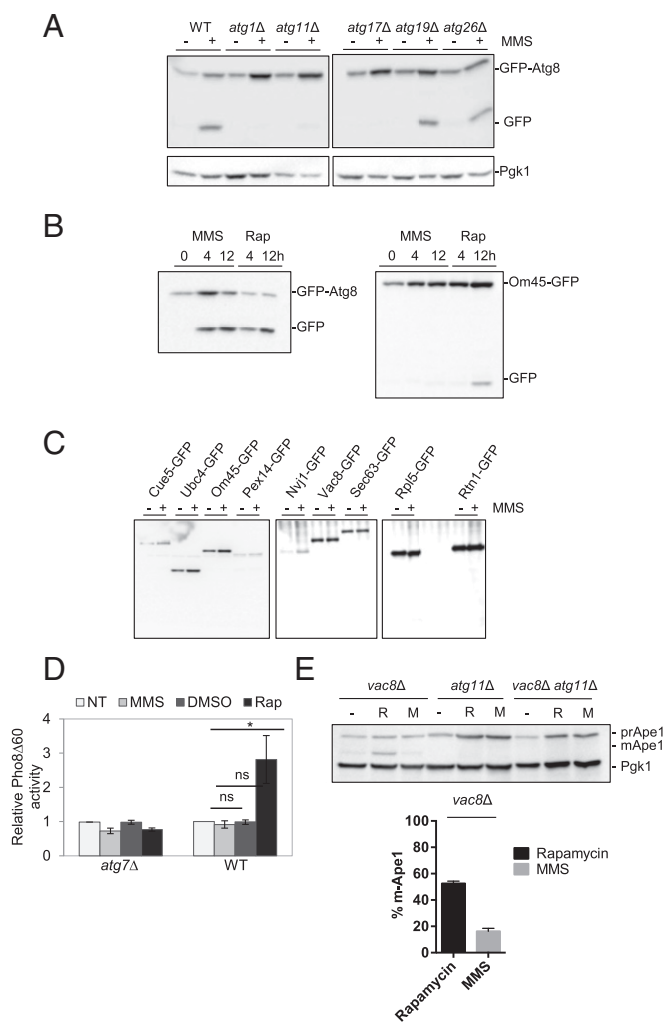 A
WT atg1Δ atg11Δ atg17Δ atg19Δ atg26Δ
- + - + - + - + - + - + MMS
-GFP-Atg8
- GFP
-Pgk1
B
MMS Rap MMS Rap
0 4 12 4 12h 0 4 12 4 12h
-GFP-Atg8 -Om45-GFP
-GFP
-GFP
C
Cue5-GFP Ubc4-GFP Om45-GFP Pex14-GFP Nvj1-GFP Vac8-GFP Sec63-GFP Rpl5-GFP Rtn1-GFP
- + - + - + - + - + - + - + - + - + MMS
D
NT MMS DMSO Rap
Relative Pho8Δ60
activity
4
3
2
1
0
*
ns
ns
atg7Δ WT
E
vac8Δ atg11Δ vac8Δ atg11Δ
- R M - R M - R M
- prApe1
- mApe1
- Pgk1
vac8Δ
% m-Ape1
100
80
60
40
20
0
Rapamycin
MMS
Rapamycin MMS